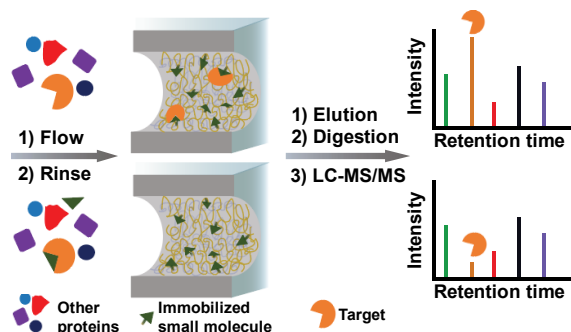 1) Flow
2) Rinse
1) Elution
2) Digestion
3) LC-MS/MS
Intensity
Retention time
Intensity
Retention time
Other
proteins
Immobilized
small molecule
Target